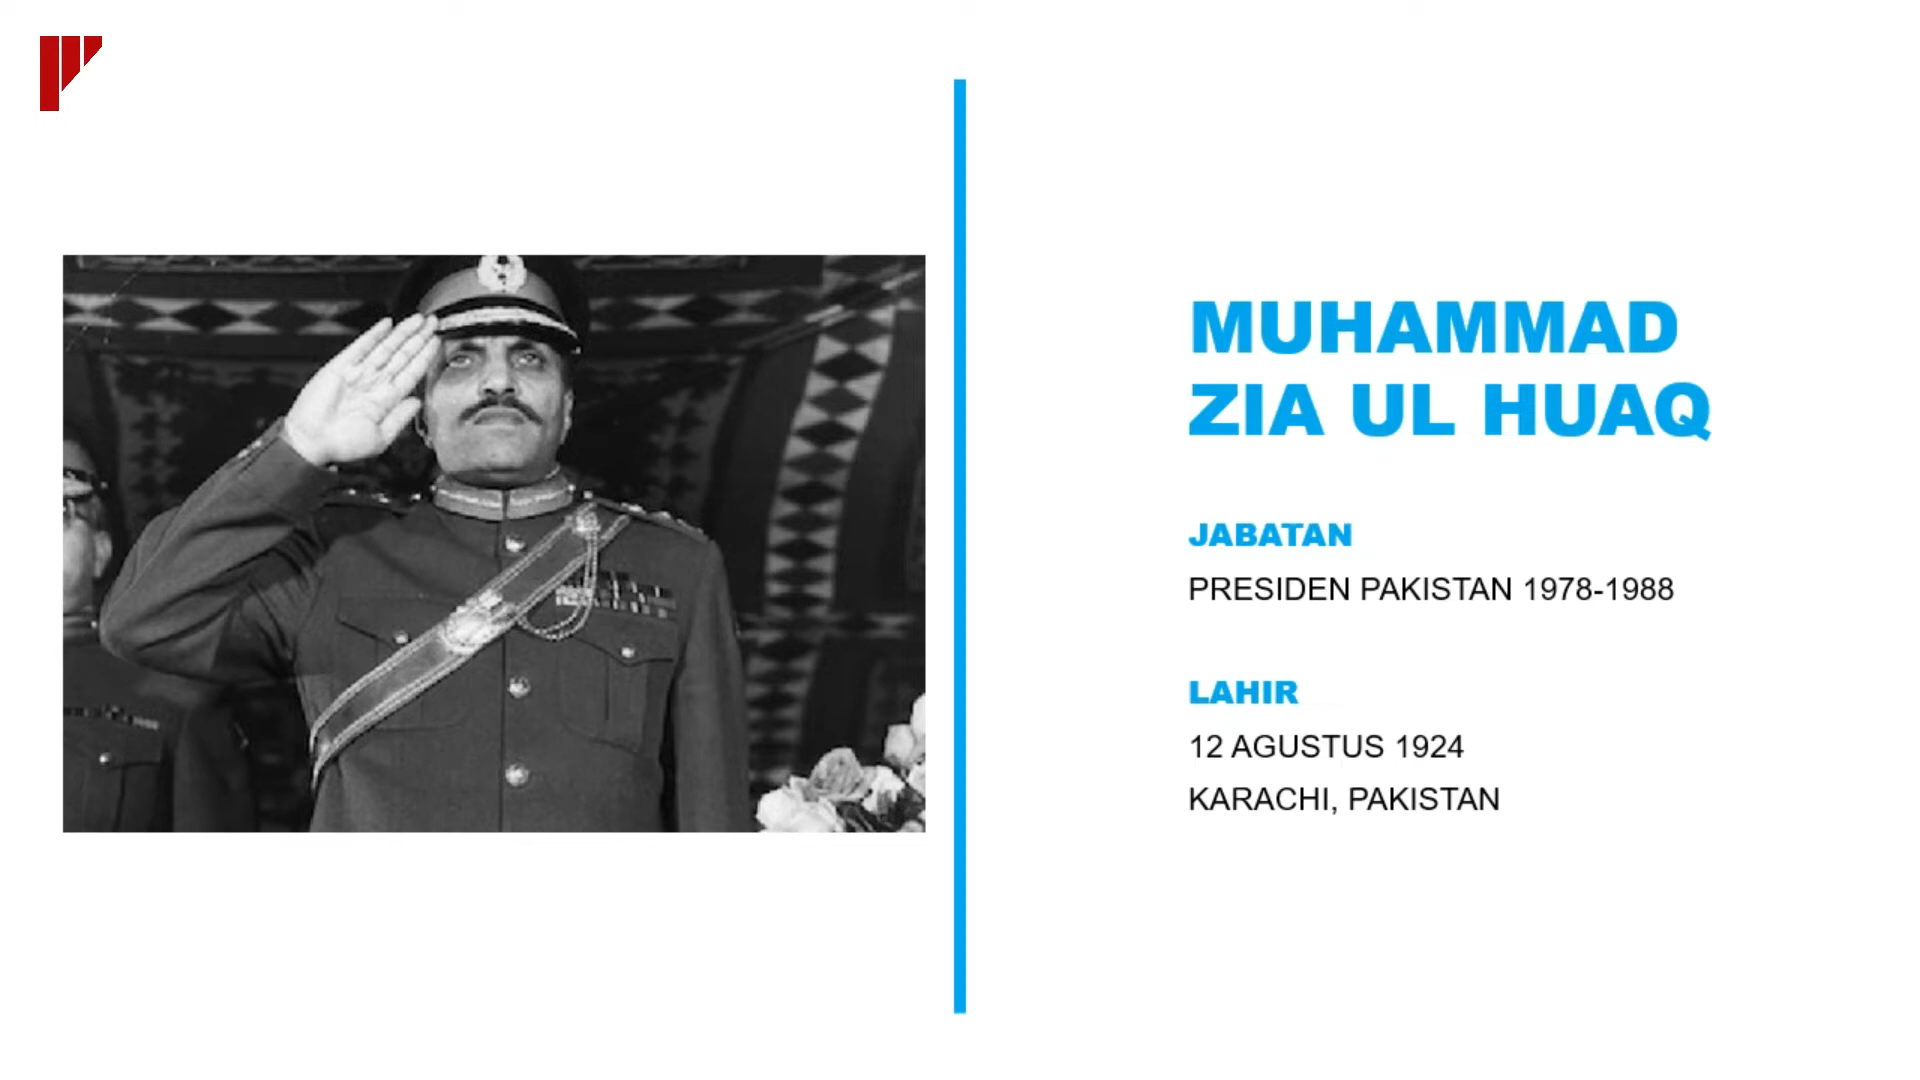 MUHAMMAD
ZIA UL HUAQ
JABATAN
PRESIDEN PAKISTAN 1978-1988
LAHIR
12 AGUSTUS 1924
KARACHI, PAKISTAN